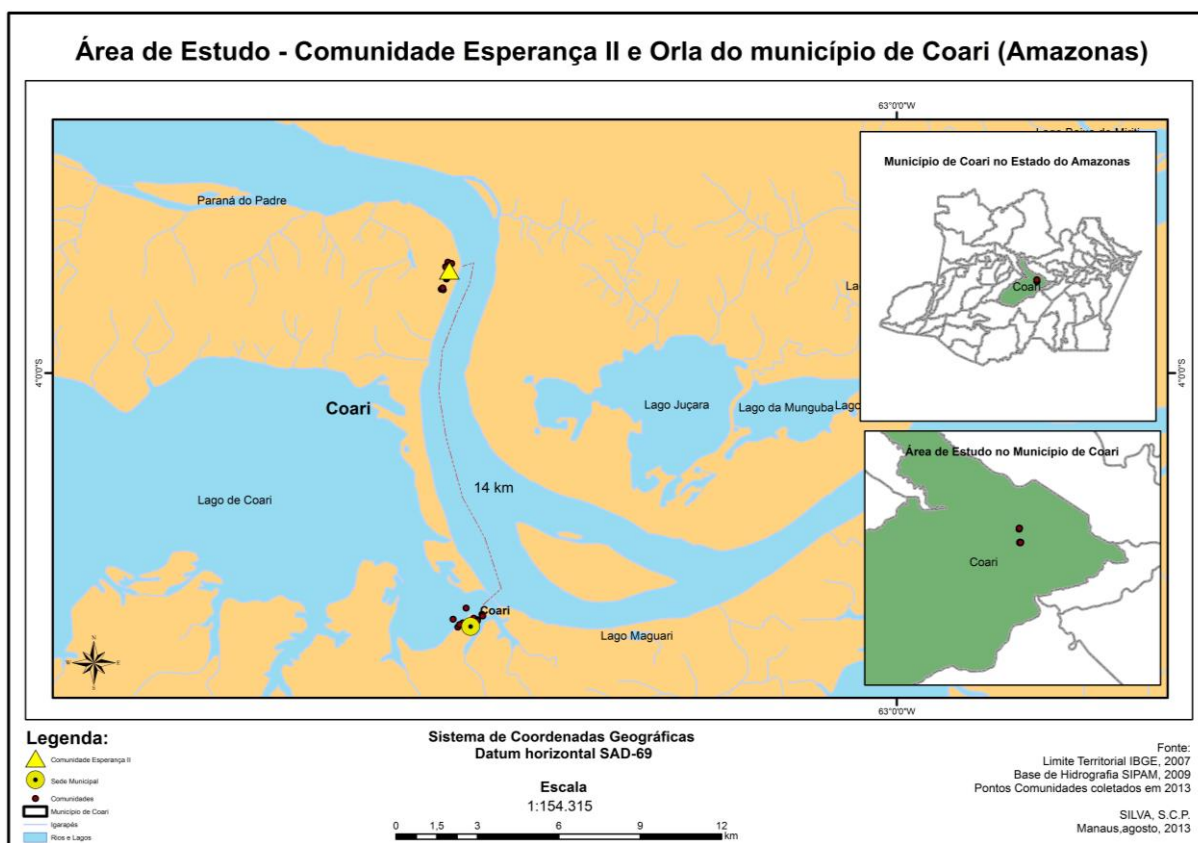 Área de Estudo - Comunidade Esperança II e Orla do município de Coari (Amazonas)
63°0'0"W
Município de Coari no Estado do Amazonas
Coari
Paraná do Padre
4°0'0"S
4°0'0"S
Coari
Lago Juçara
Lago da Munguba
Lago
Área de Estudo no Município de Coari
Coari
14 km
Lago de Coari
Coari
Lago Maguari
N
W
E
S
63°0'0"W
Legenda:
Comunidade Esperança II
Sede Municipal
Comunidades
Município de Coari
Igarapés
Rios e Lagos
Sistema de Coordenadas Geográficas
Datum horizontal SAD-69
Escala
1:154.315
0 1,5 3 6 9 12
km
Fonte:
Limite Territorial IBGE, 2007
Base de Hidrografia SIPAM, 2009
Pontos Comunidades coletados em 2013
SILVA, S.C.P.
Manaus,agosto, 2013